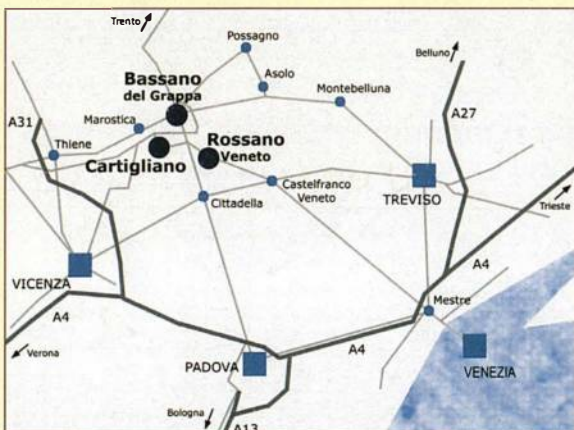 Trento
Possagno
Belluno
Bassano
del Grappa
Asolo
Montebelluna
A31
Marostica
A27
Thiene
Rossano
Veneto
Cartigliano
Castelfranco
Veneto
TREVISO
Cittadella
Trieste
VICENZA
A4
Mestre
A4
Verona
A4
PADOVA
VENEZIA
Bologna
A13